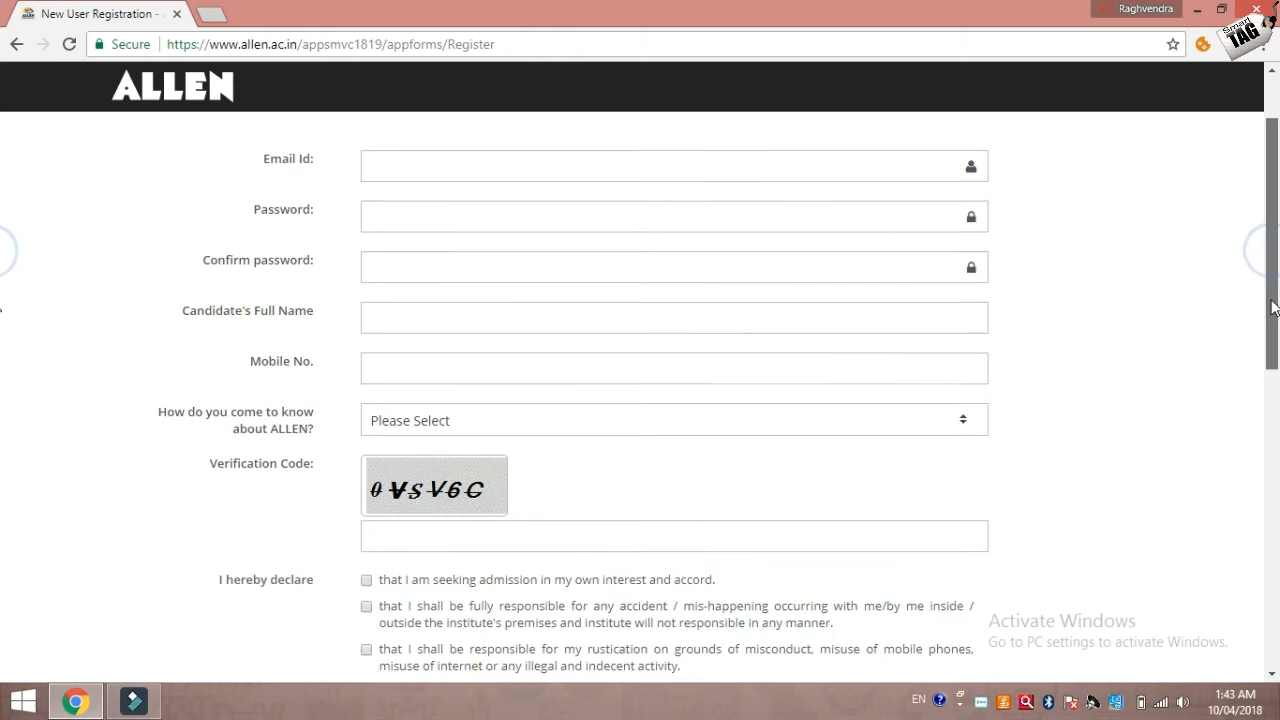 New User Registration -
Raghvendra
Smart
TAG
Secure
https://www.allen.ac.in/appsmvc1819/appforms/Register
ALLEN
Email Id:
Password:
Confirm password:
Candidate's Full Name
Mobile No.
How do you come to know
about ALLEN?
Please Select
Verification Code:
0VSV6C
I hereby declare
that I am seeking admission in my own interest and accord.
that I shall be fully responsible for any accident / mis-happening occurring with me/by me inside /
outside the institute's premises and institute will not responsible in any manner.
that I shall be responsible for my rustication on grounds of misconduct, misuse of mobile phones,
misuse of internet or any illegal and indecent activity.
Activate Windows
Go to PC settings to activate Windows.
EN
1:43 AM
10/04/2018